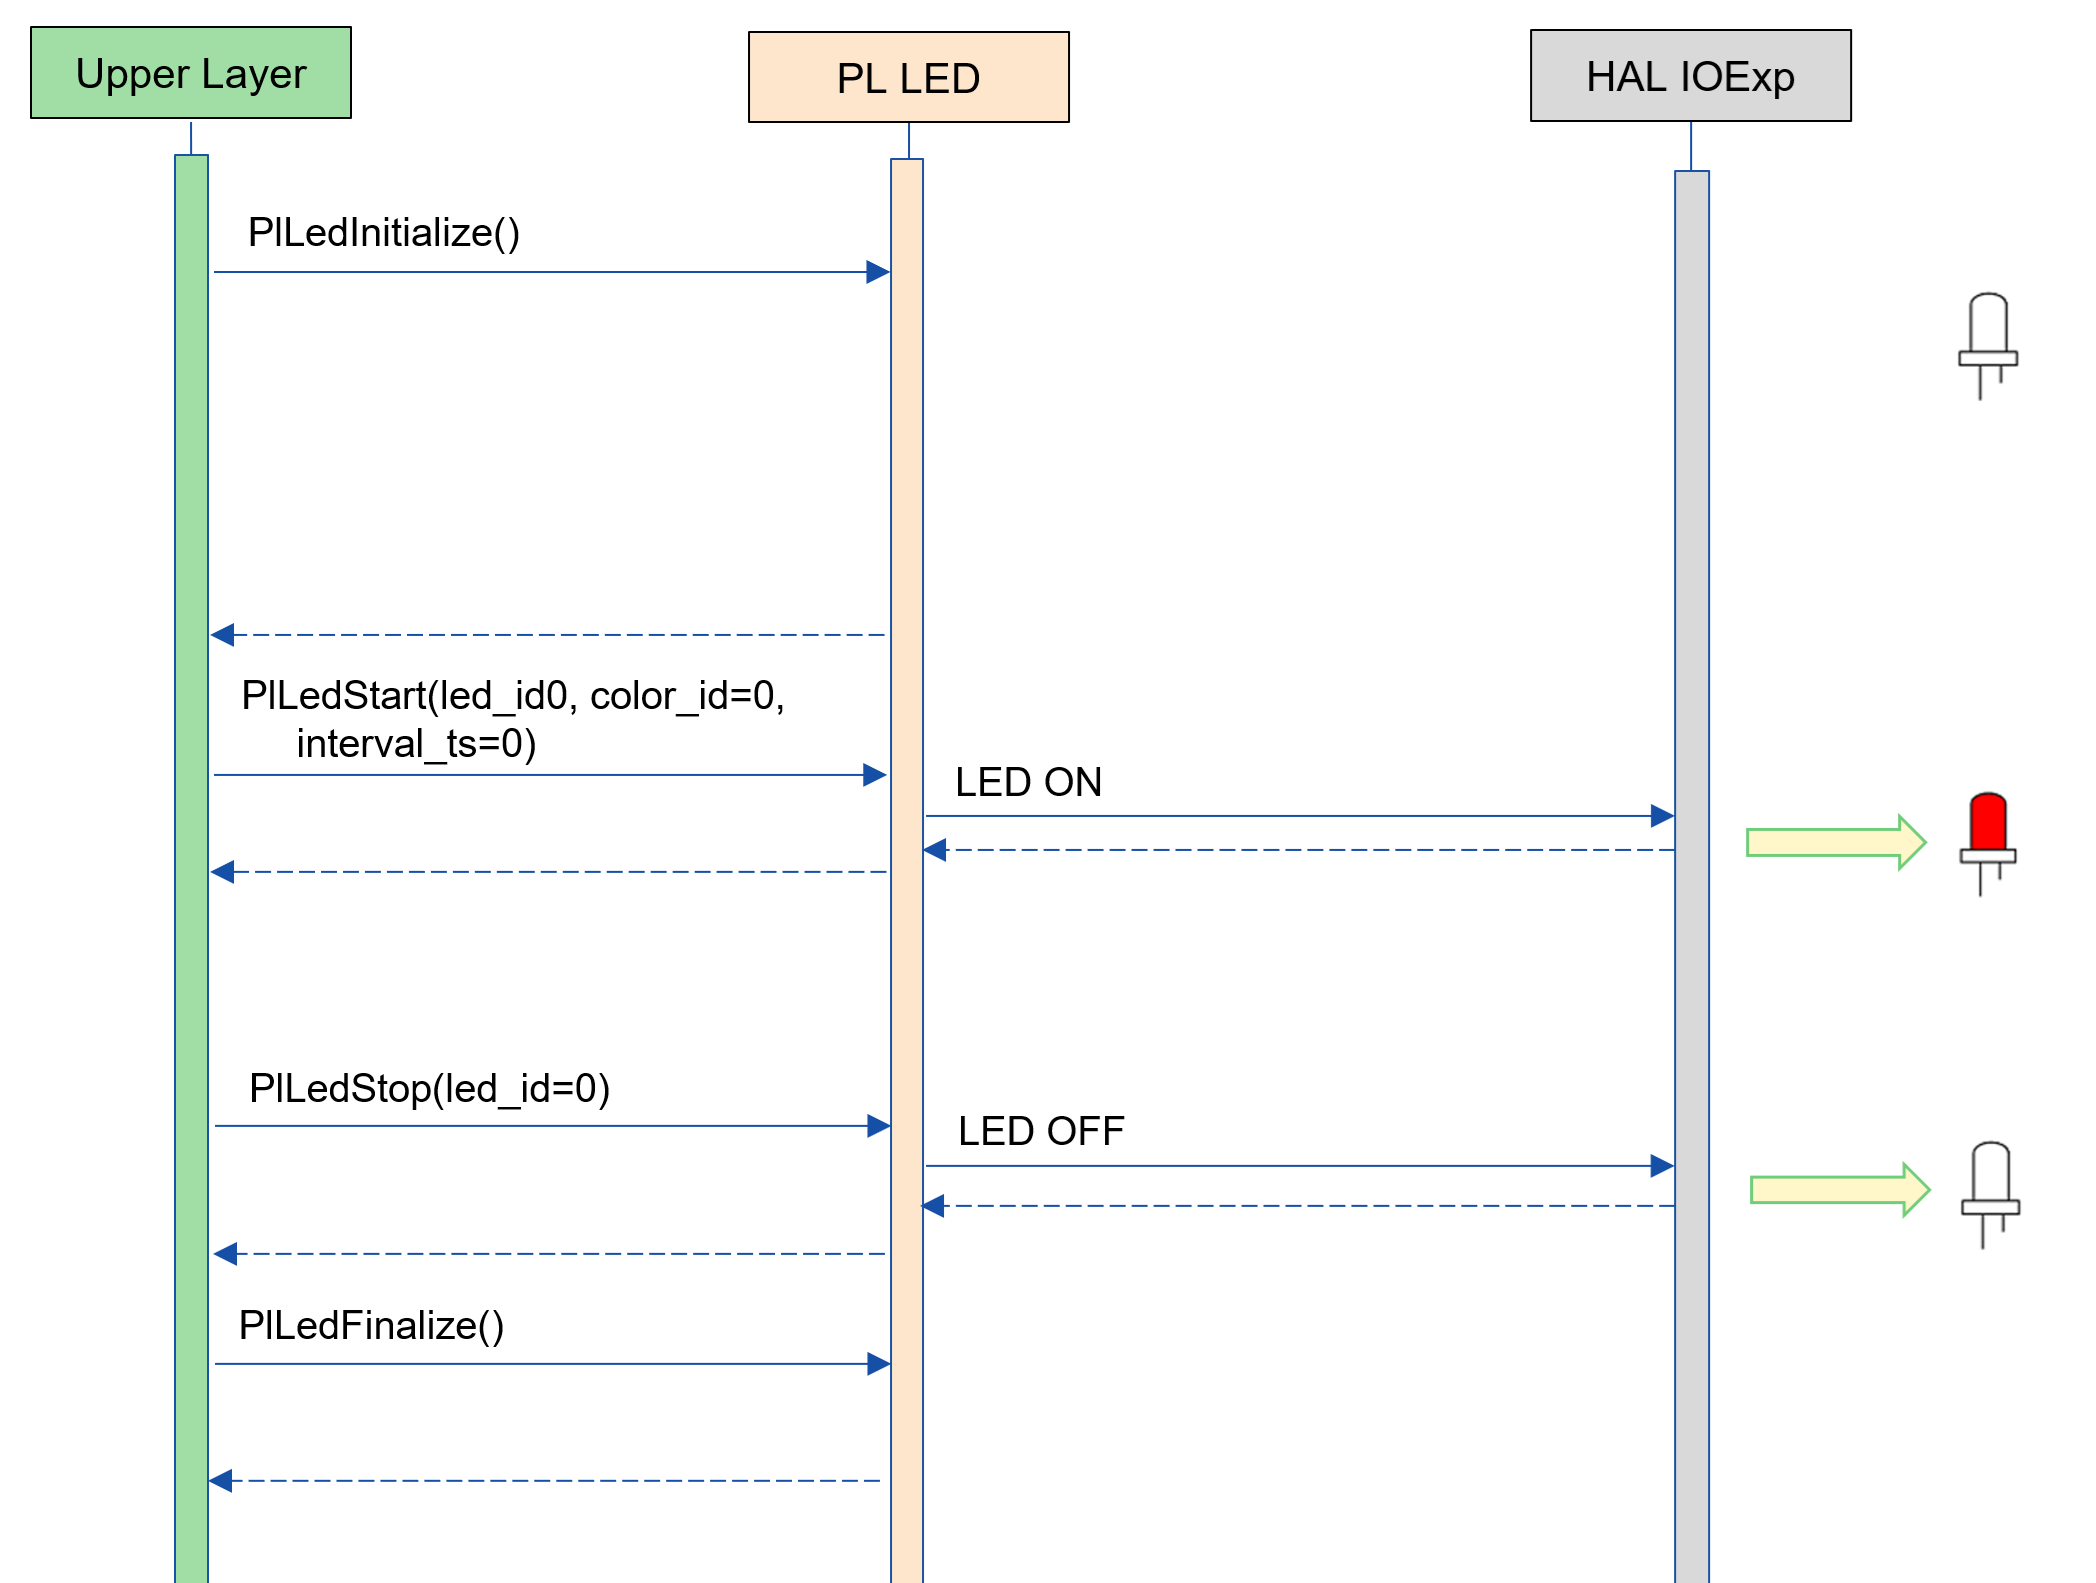 Upper Layer
PL LED
HAL IOExp
PlLedInitialize()
PlLedStart(led_id0, color_id=0,
interval_ts=0)
LED ON
PlLedStop(led_id=0)
LED OFF
PlLedFinalize()